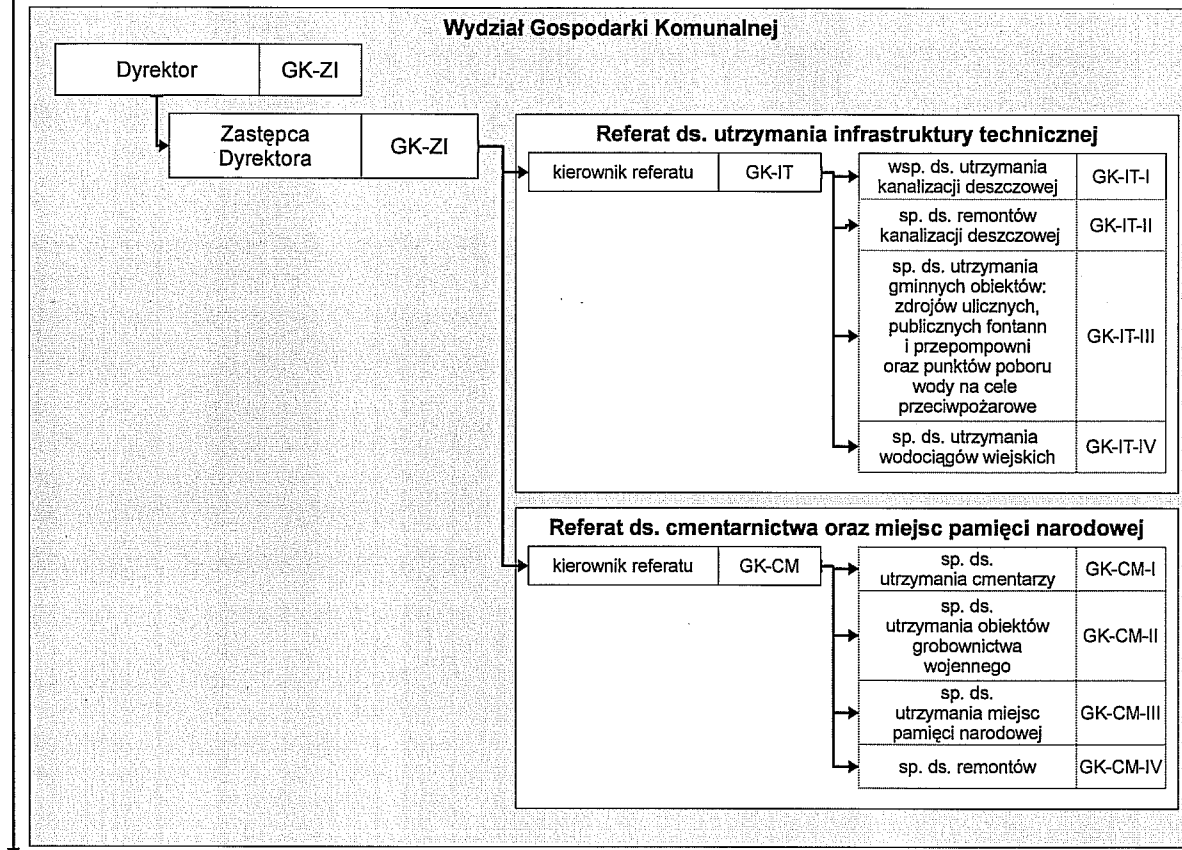 Wydział Gospodarki Komunalnej
Dyrektor GK-ZI
Zastępca
Dyrektora
GK-ZI
Referat ds. utrzymania infrastruktury technicznej
kierownik referatu GK-IT
wsp. ds. utrzymania
kanalizacji deszczowej
GK-IT-I
sp. ds. remontów
kanalizacji deszczowej
GK-IT-II
sp. ds. utrzymania
gminnych obiektów:
zdrojów ulicznych,
publicznych fontann
i przepompowni
oraz punktów poboru
wody na cele
przeciwpożarowe
GK-IT-III
sp. ds. utrzymania
wodociągów wiejskich
GK-IT-IV
Referat ds. cmentarnictwa oraz miejsc pamięci narodowej
kierownik referatu GK-CM
sp. ds.
utrzymania cmentarzy
GK-CM-I
sp. ds.
utrzymania obiektów
grobownictwa
wojennego
GK-CM-II
sp. ds.
utrzymania miejsc
pamięci narodowej
GK-CM-III
sp. ds. remontów GK-CM-IV